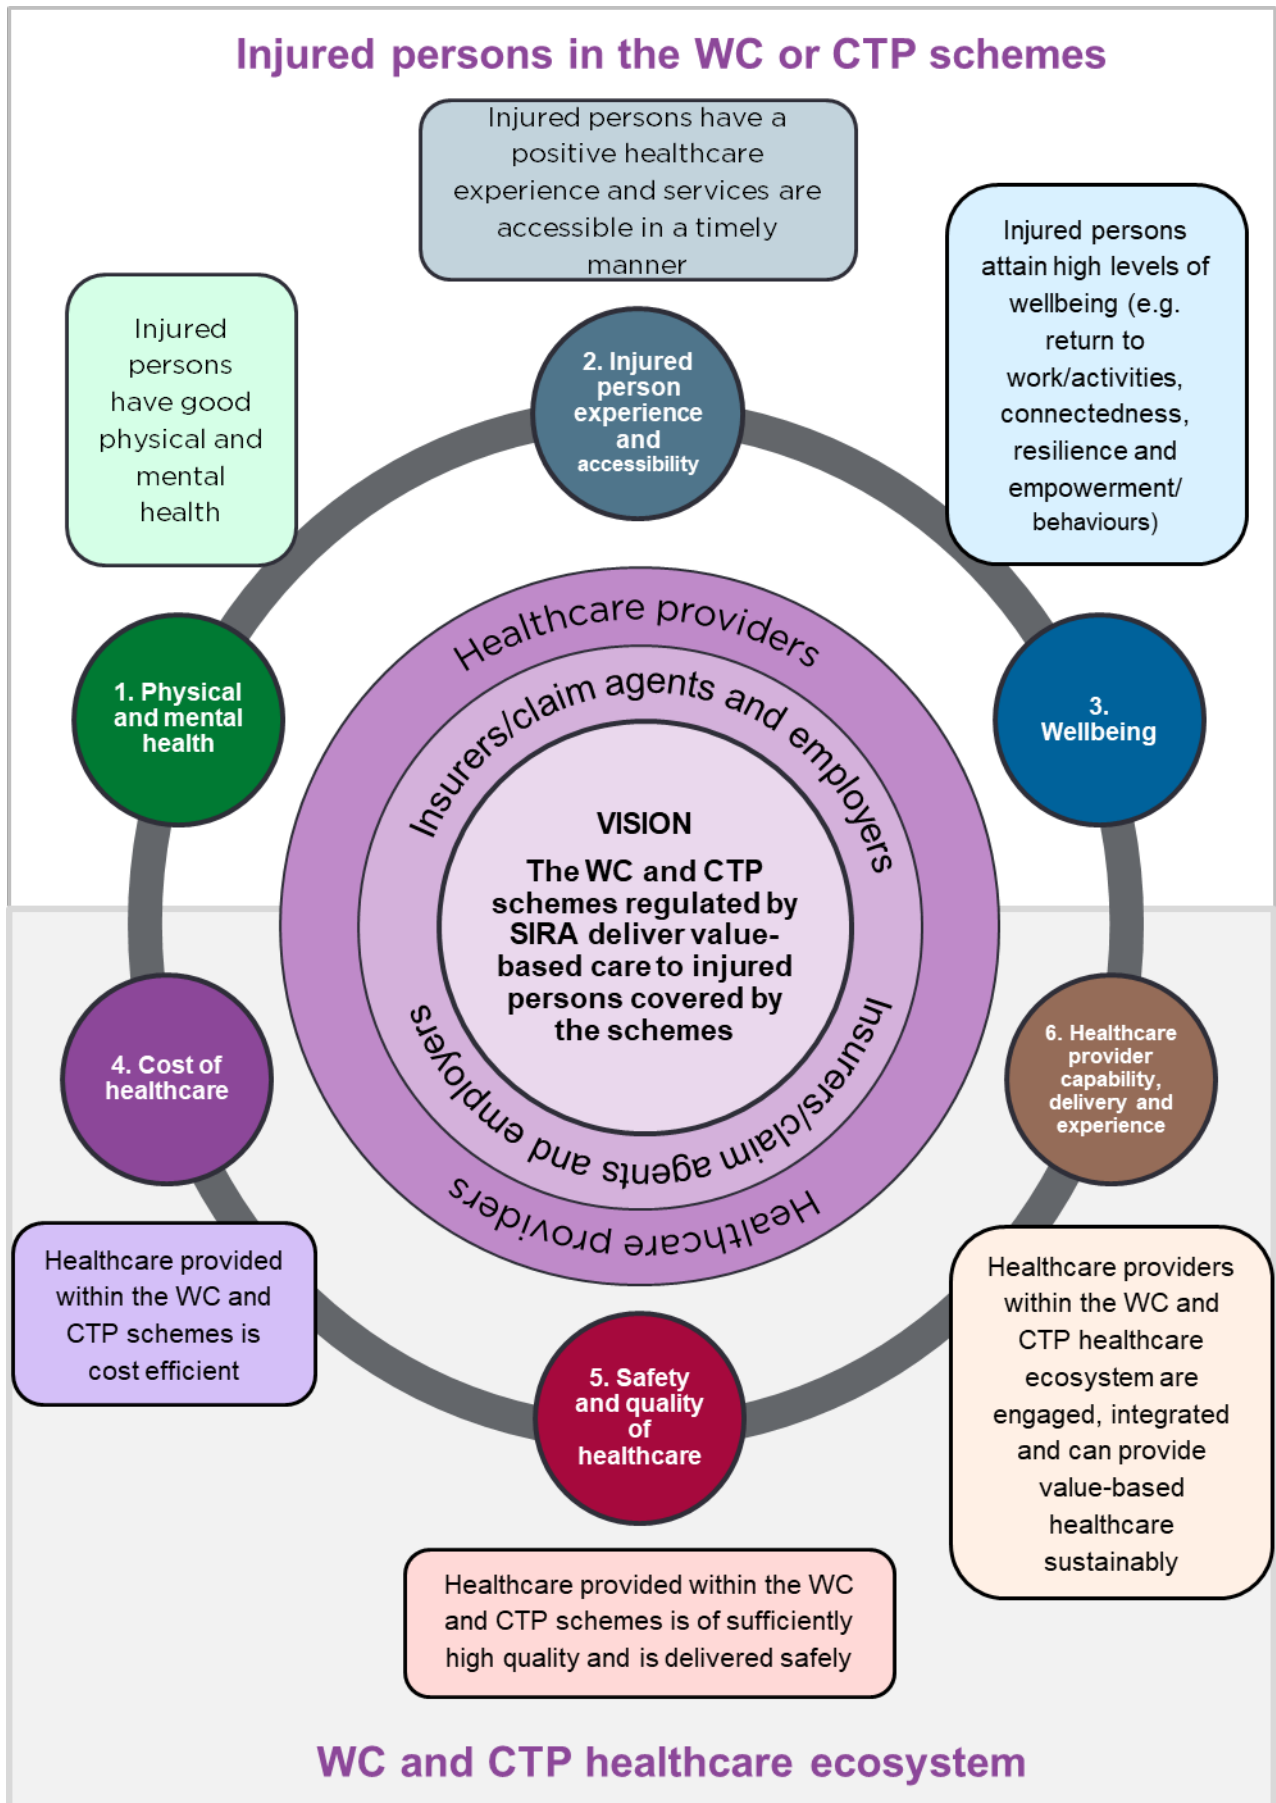 Injured persons in the WC or CTP schemes
Injured persons have a
positive healthcare
experience and services are
accessible in a timely
manner
Injured persons
attain high levels of
wellbeing (e.g.
return to
work/activities,
connectedness,
resilience and
empowerment/
behaviours)
Injured
persons
have good
physical and
mental
health
2. Injured
person
experience
and
accessibility
1. Physical
and mental
health
3.
Wellbeing
Healthcare providers
Insurers/claim agents and employers
VISION
The WC and CTP
schemes regulated by
SIRA deliver value-
based care to injured
persons covered by
the schemes
Insurers/claim agents and employers
Healthcare providers
4. Cost of
healthcare
6. Healthcare
provider
capability,
delivery and
experience
Healthcare provided
within the WC and
CTP schemes is
cost efficient
5. Safety
and quality
of
healthcare
Healthcare providers
within the WC and
CTP healthcare
ecosystem are
engaged, integrated
and can provide
value-based
healthcare
sustainably
Healthcare provided within the WC
and CTP schemes is of sufficiently
high quality and is delivered safely
WC and CTP healthcare ecosystem